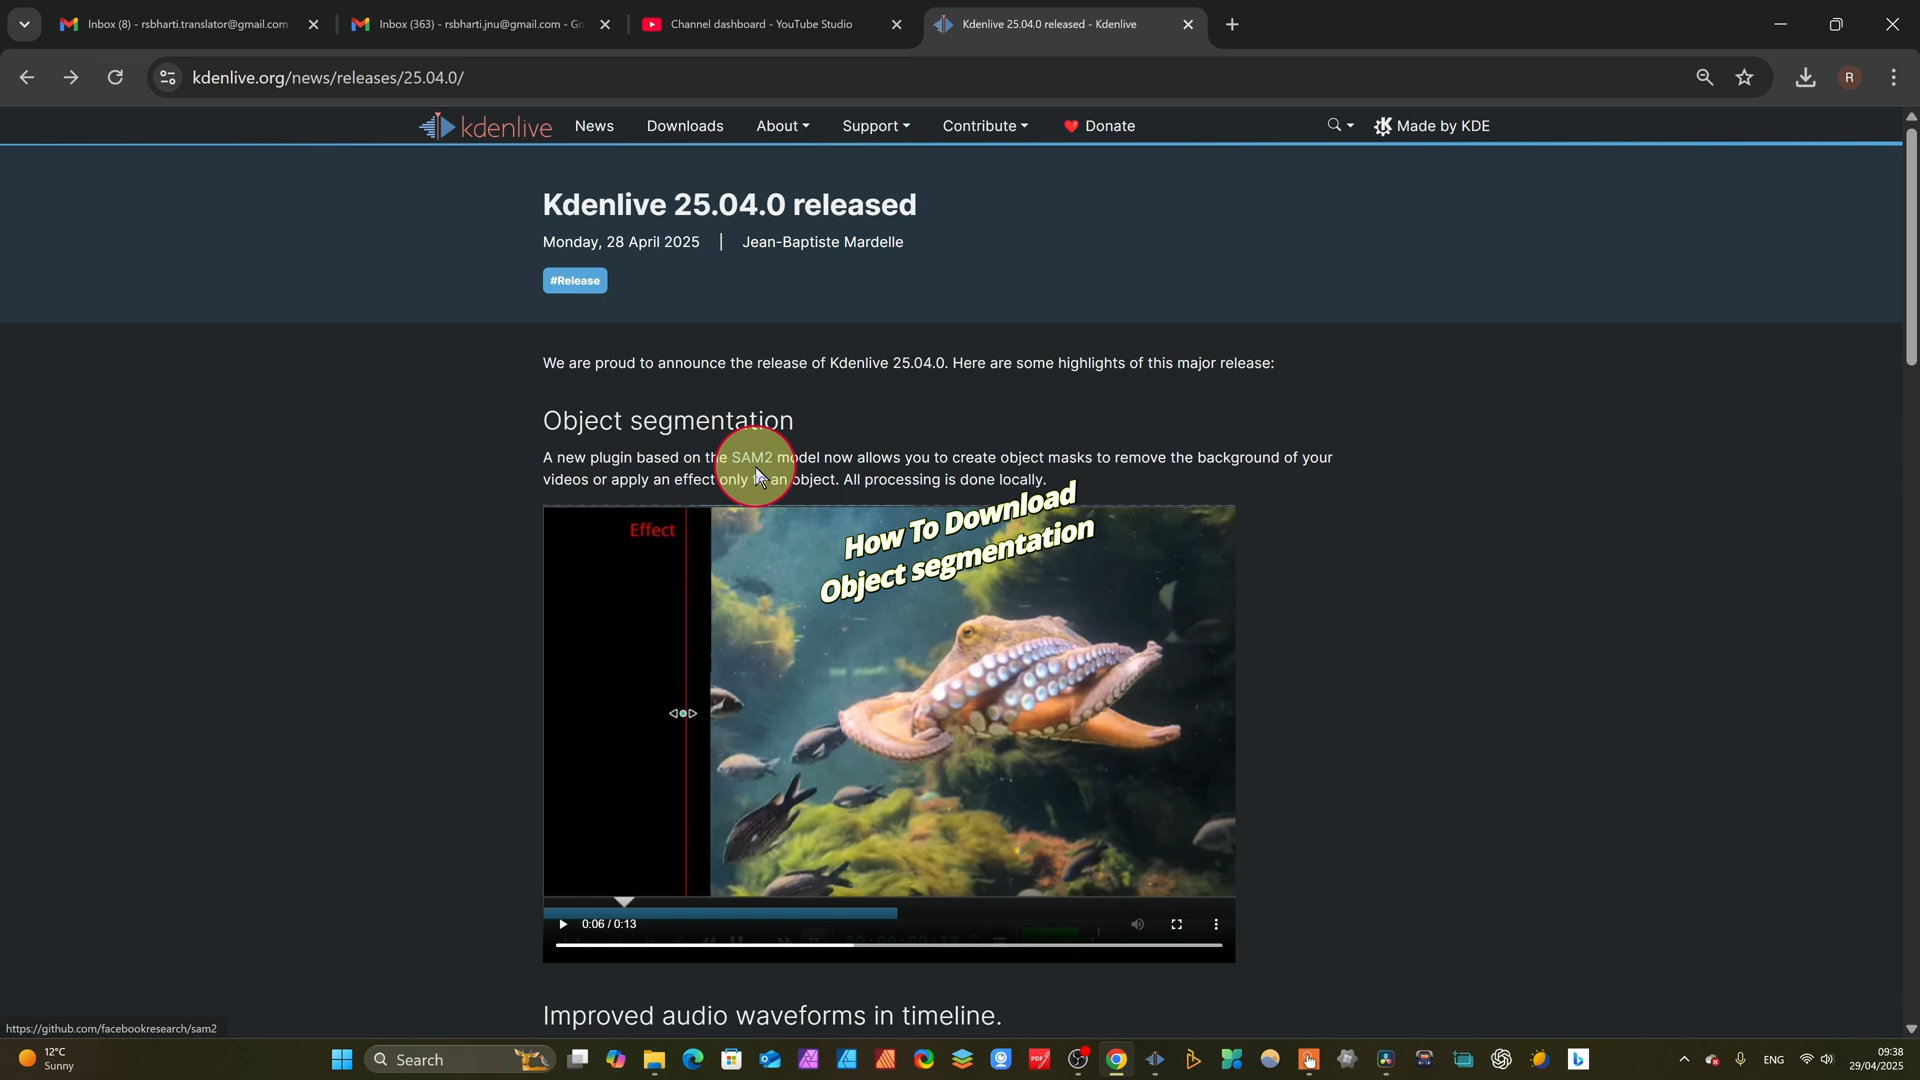 Inbox (8) - rsbharti.translator@gmail.com
Inbox (363) - rsbharti.jnu@gmail.com - G
Channel dashboard - YouTube Studio
Kdenlive 25.04.0 released - Kdenlive
kdenlive.org/news/releases/25.04.0/
R
kdenlive
News
Downloads
About
Support
Contribute
Donate
Made by KDE
Kdenlive 25.04.0 released
Monday, 28 April 2025 | Jean-Baptiste Mardelle
#Release
We are proud to announce the release of Kdenlive 25.04.0. Here are some highlights of this major release:
Object segmentation
A new plugin based on the SAM2 model now allows you to create object masks to remove the background of your
videos or apply an effect only to an object. All processing is done locally.
Effect
How To Download
Object segmentation
0:06 / 0:13
Improved audio waveforms in timeline.
https://github.com/facebookresearch/sam2
12°C
Sunny
Search
PDF
ENG
09:38
29/04/2025